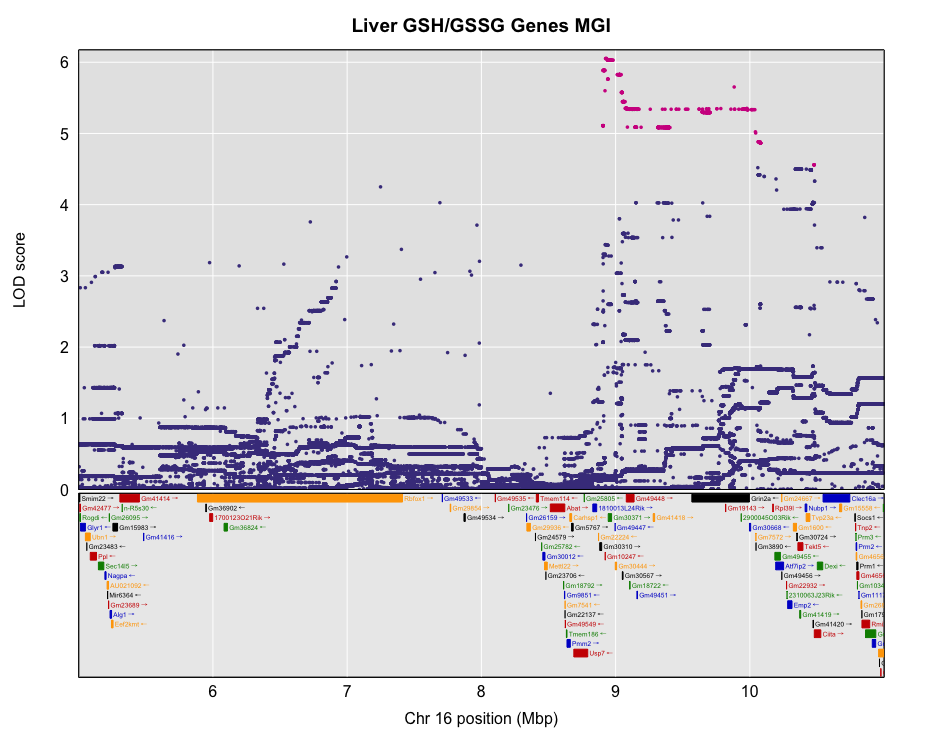 Liver GSH/GSSG Genes MGI
6
5
4
3
2
1
0
LOD score
Smim22 → Gm41414 → Rbfox1 ← Gm49533 ← Gm49535 ← Tmem114 ← Gm25805 ← Gm49448 ← Grin2a ← Gm24667 ← Clec16a
Gm42477 ← n-R5s30 ← Gm36902 ← Gm29854 ← Gm23476 ← Abat → 1810013L24Rik → Gm19143 → Rpl39l → Nubp1 → Gm15558
Rogdi ← Gm26095 1700123O21Rik → Gm49534 ← Gm26159 ← Carhsp1 ← Gm30371 → Gm41418 → 2900045O03Rik ← Tvp23a ← Socs1
Glyr1 ← Gm15983 ← Gm36824 ← Gm29936 Gm5767 ← Gm49447 ← Gm30668 ← Gm1600 ← Tnp2
Ubn1 → Gm41416 → Gm24579 ← Gm22224 ← Gm7572 ← Gm30724 ← Prm3
Gm23483 ← Gm25782 ← Gm30310 ← Gm3890 ← Tekt5 ← Prm2
Ppl ← Gm30012 ← Gm10247 → Gm49455 →
Sec14l5 → Mettl22 → Gm30444 ← Atf7ip2 → Dexi ← Prm1
Nagpa ← Gm23706 ← Gm30567 → Gm49456 ←
AU021092 ← Gm18792 ← Gm18722 ← Gm22932 →
Mir6364 ← Gm9851 ← Gm49451 → 2310063J23Rik ←
Gm23689 → Gm7541 ← Emp2 ←
Alg1 → Gm22137 ← Gm41419 →
Eef2kmt ← Gm49549 ← Gm41420 →
Tmem186 ← Ciita →
Pmm2 →
Usp7 ←
6 7 8 9 10
Chr 16 position (Mbp)